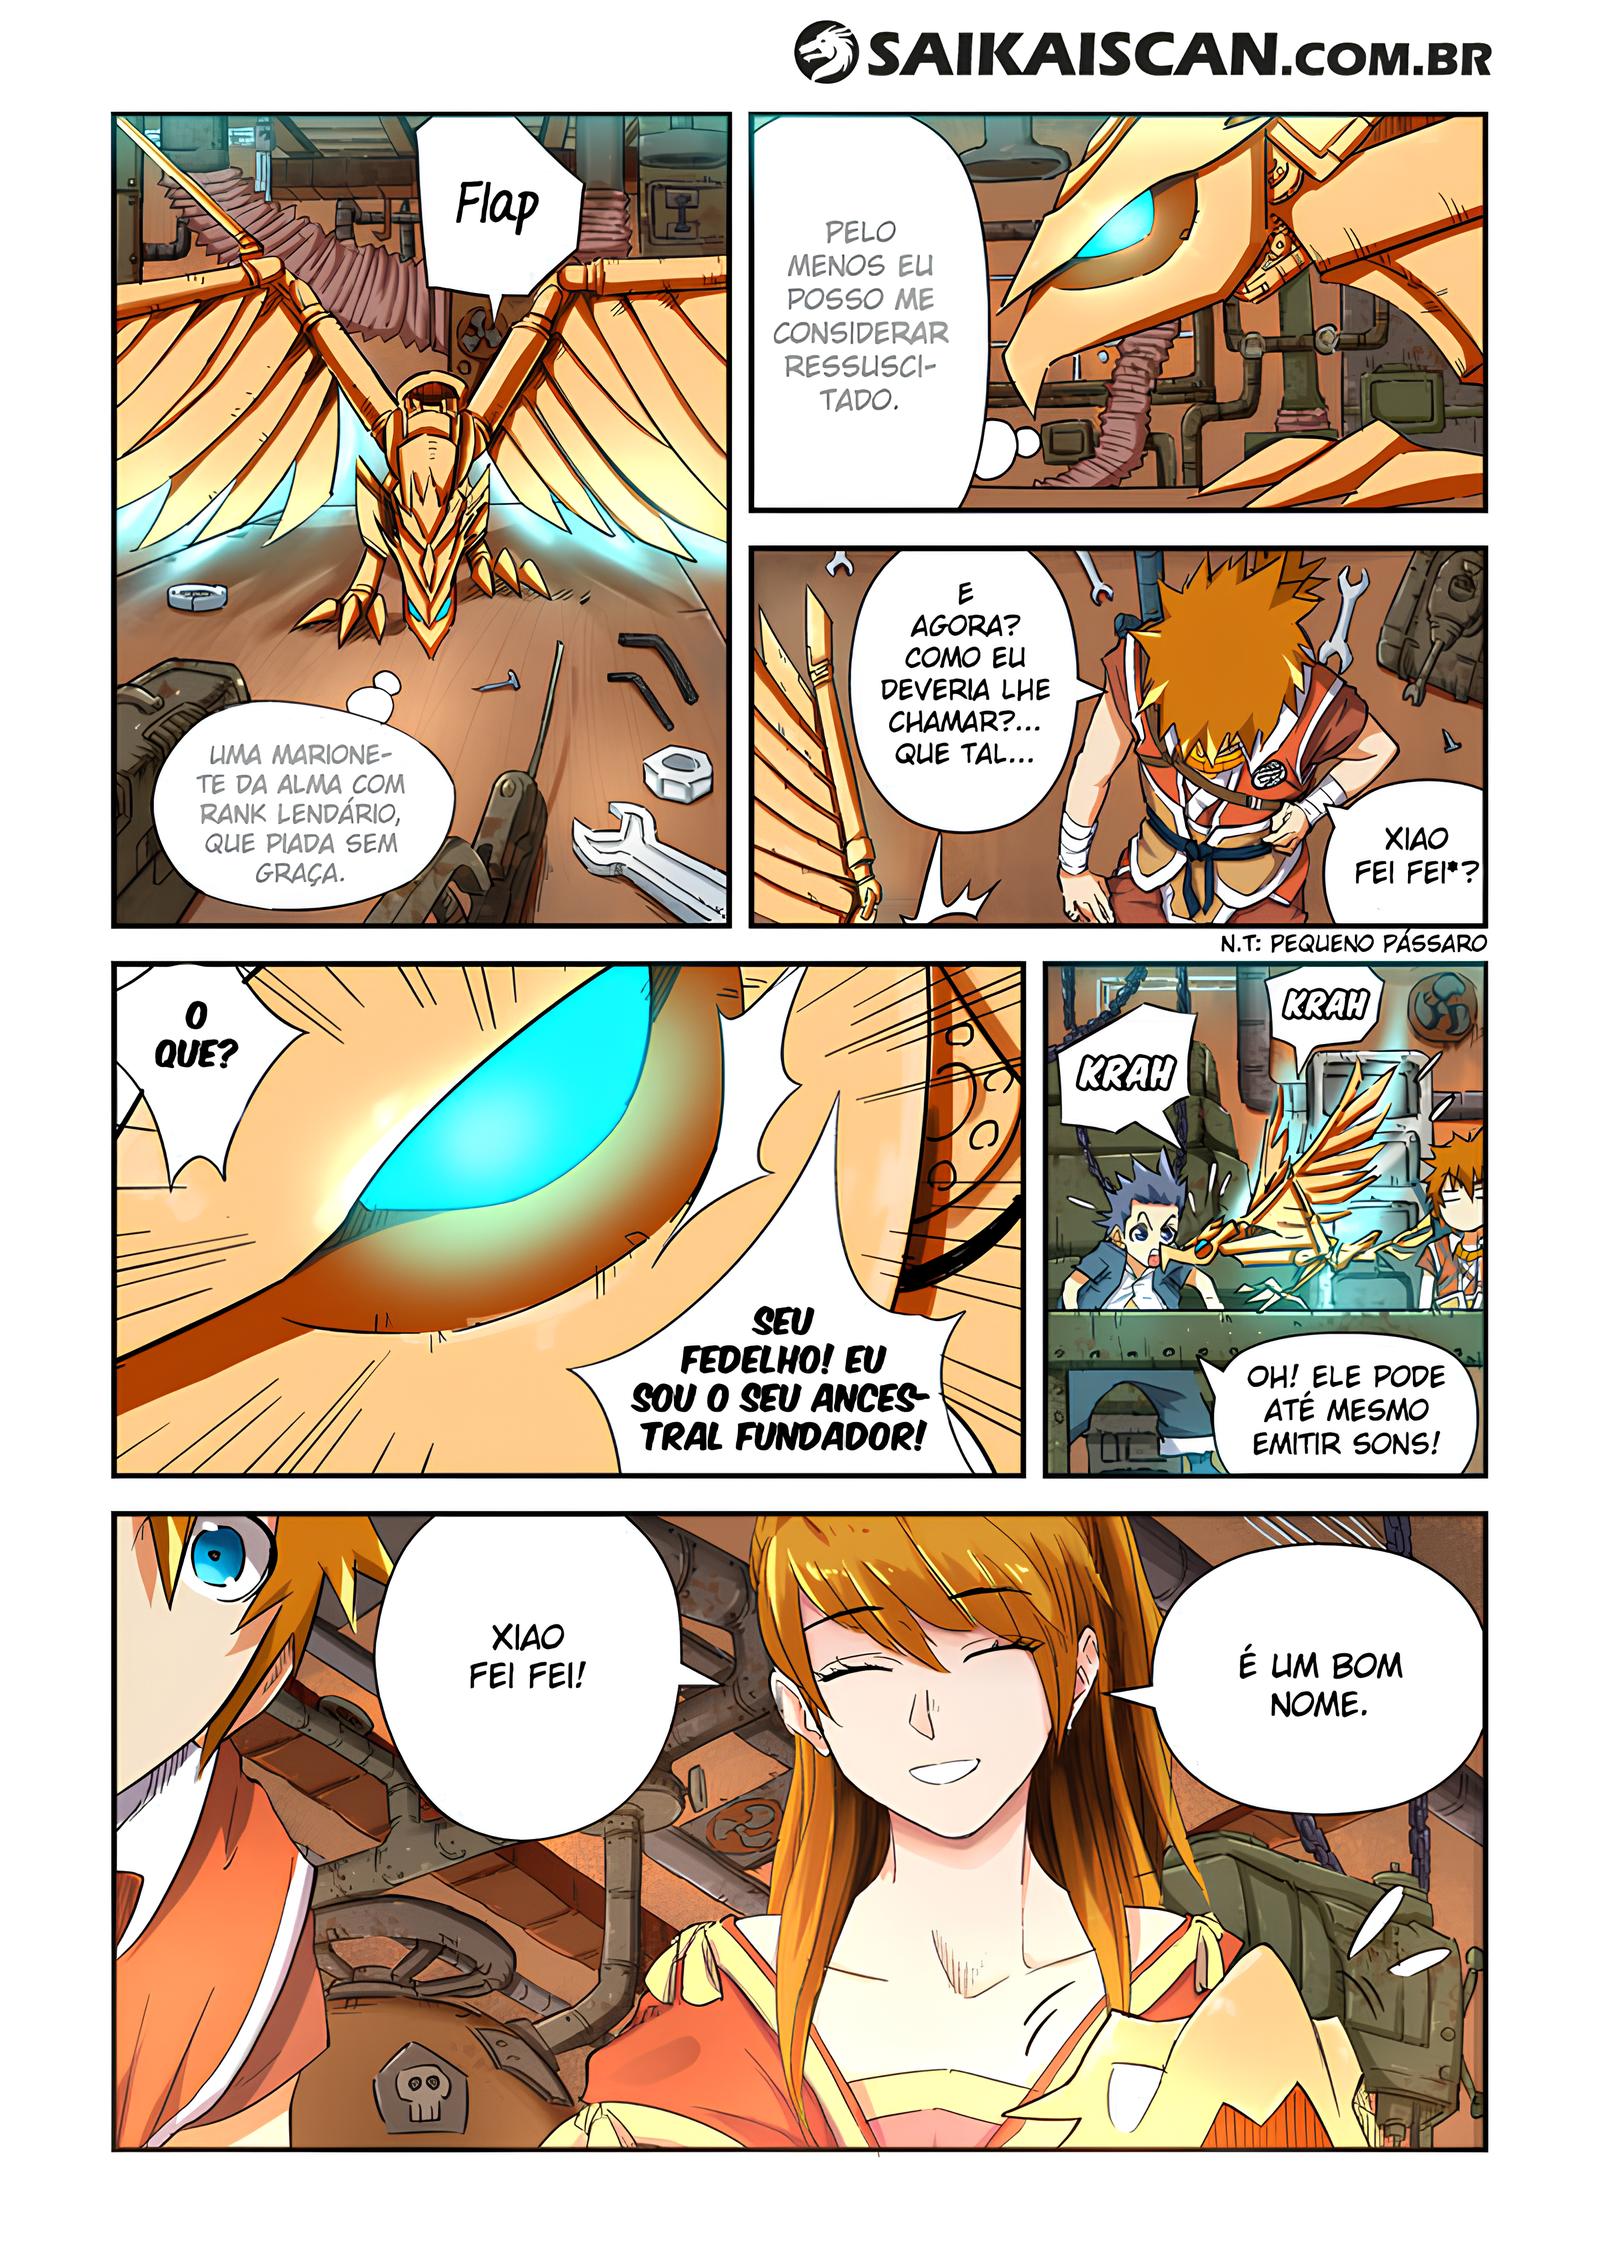 SAIKAISCAN.COM.BR
Flap
UMA MARIONE-
TE DA ALMA COM
RANK LENDÁRIO,
QUE PIADA SEM
GRAÇA.
PELO
MENOS EU
POSSO ME
CONSIDERAR
RESSUSCI-
TADO.
E
AGORA?
COMO EU
DEVERIA LHE
CHAMAR?...
QUE TAL...
XIAO
FEI FEI*?
N.T: PEQUENO PÁSSARO
O
QUE?
SEU
FEDELHO! EU
SOU O SEU ANCES-
TRAL FUNDADOR!
KRAH
KRAH
OH! ELE PODE
ATÉ MESMO
EMITIR SONS!
XIAO
FEI FEI!
É UM BOM
NOME.